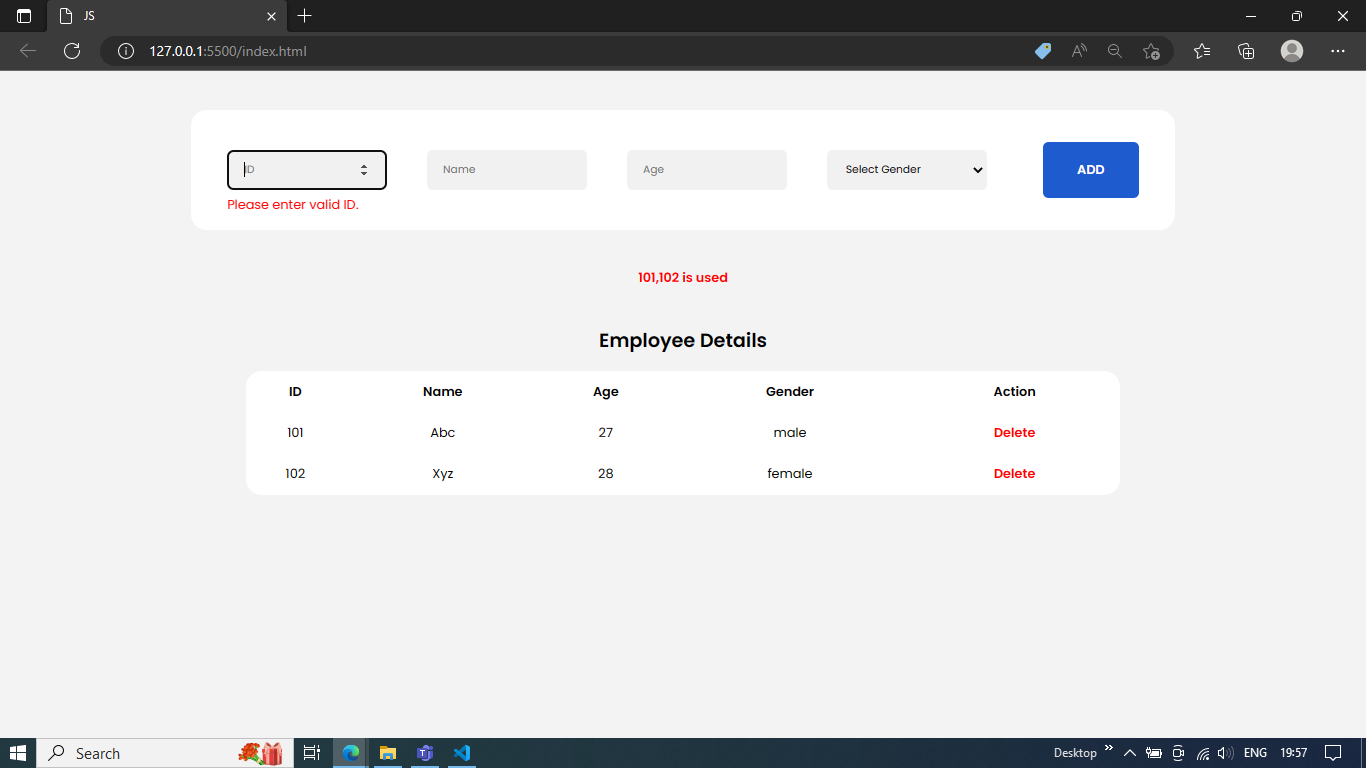 JS
127.0.0.1:5500/index.html
ID Name Age Select Gender ADD
Please enter valid ID.
101,102 is used
Employee Details
ID Name Age Gender Action
101 Abc 27 male Delete
102 Xyz 28 female Delete
Search Desktop ENG 19:57